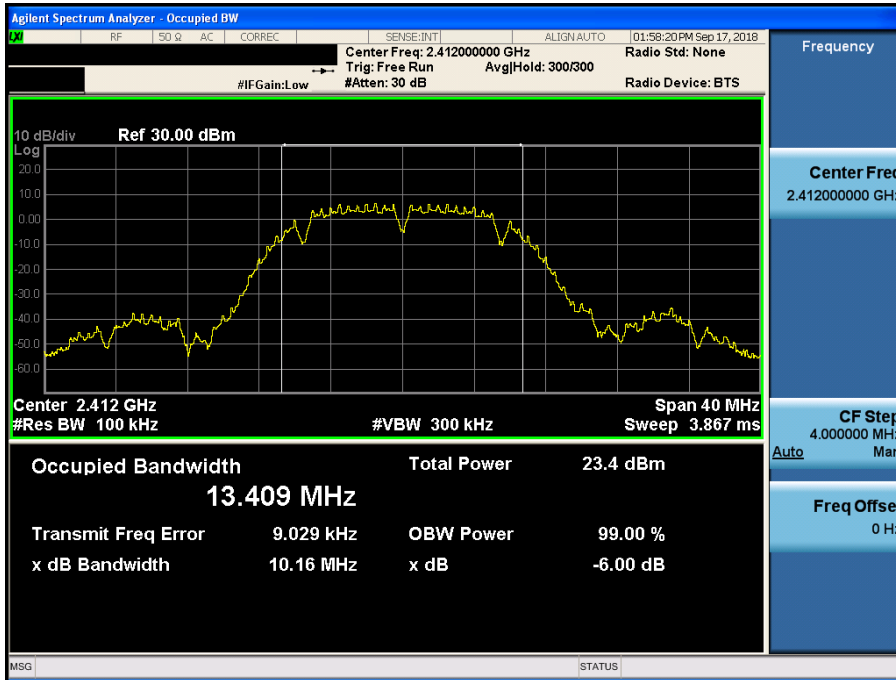 Agilent Spectrum Analyzer - Occupied BW
LXI RF 50 Ω AC CORREC SENSE:INT ALIGNAUTO 01:58:20PM Sep 17, 2018
Center Freq: 2.412000000 GHz Radio Std: None
Trig: Free Run Avg|Hold: 300/300
#IFGain:Low #Atten: 30 dB Radio Device: BTS
Frequency
10 dB/div Ref 30.00 dBm
Log
20.0
10.0
0.00
-10.0
-20.0
-30.0
-40.0
-50.0
-60.0
Center 2.412 GHz Span 40 MHz
#Res BW 100 kHz #VBW 300 kHz Sweep 3.867 ms
Occupied Bandwidth Total Power 23.4 dBm
13.409 MHz
Transmit Freq Error 9.029 kHz OBW Power 99.00 %
x dB Bandwidth 10.16 MHz x dB -6.00 dB
Center Freq
2.412000000 GHz
CF Step
4.000000 MHz
Auto Man
Freq Offse
0 Hz
MSG STATUS